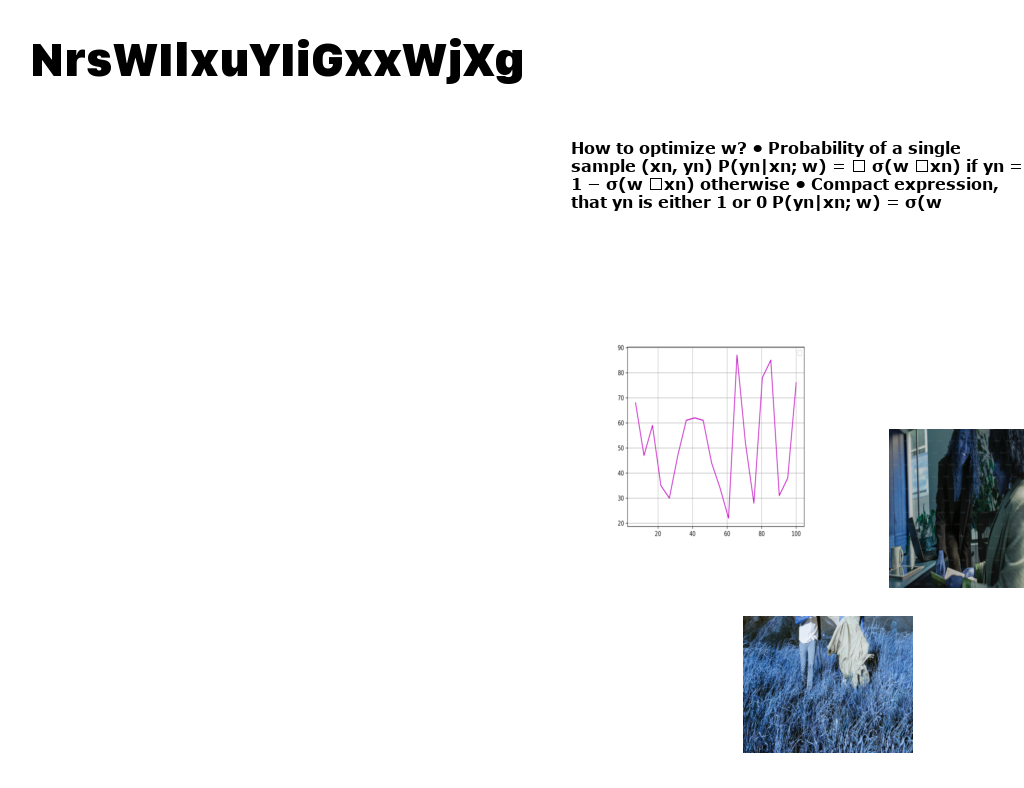 NrsWIlxuYIiGxxWjXg
How to optimize w? • Probability of a single
sample (xn, yn) P(yn|xn; w) = □ σ(w □xn) if yn =
1 − σ(w □xn) otherwise • Compact expression,
that yn is either 1 or 0 P(yn|xn; w) = σ(w
90
80
70
60
50
40
30
20
20 40 60 80 100